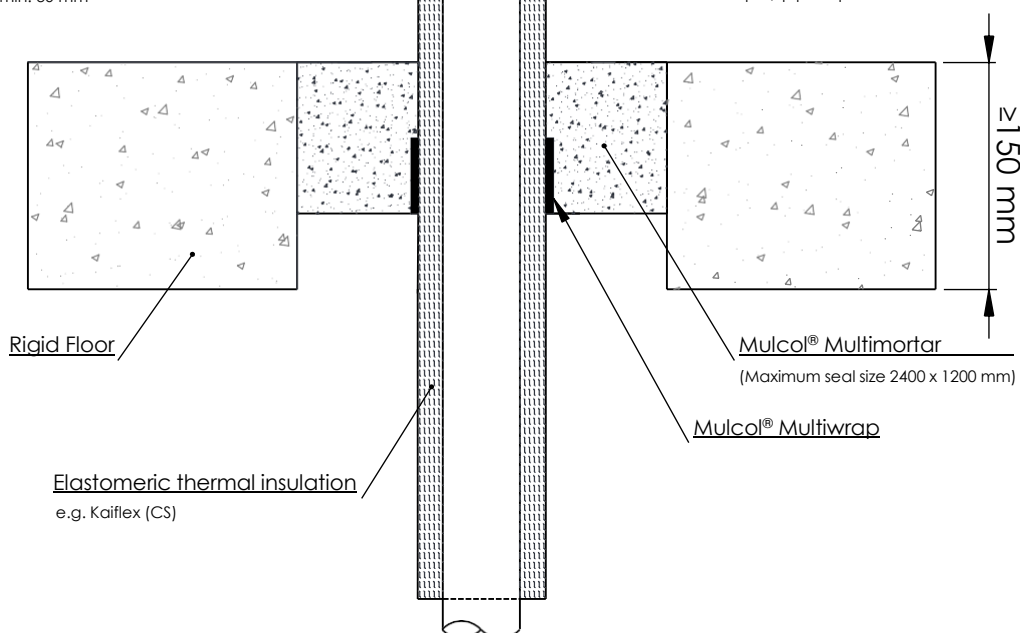 ≥150 mm
Rigid Floor
Mulcol® Multimortar
(Maximum seal size 2400 x 1200 mm)
Mulcol® Multiwrap
Elastomeric thermal insulation
e.g. Kaiflex (CS)